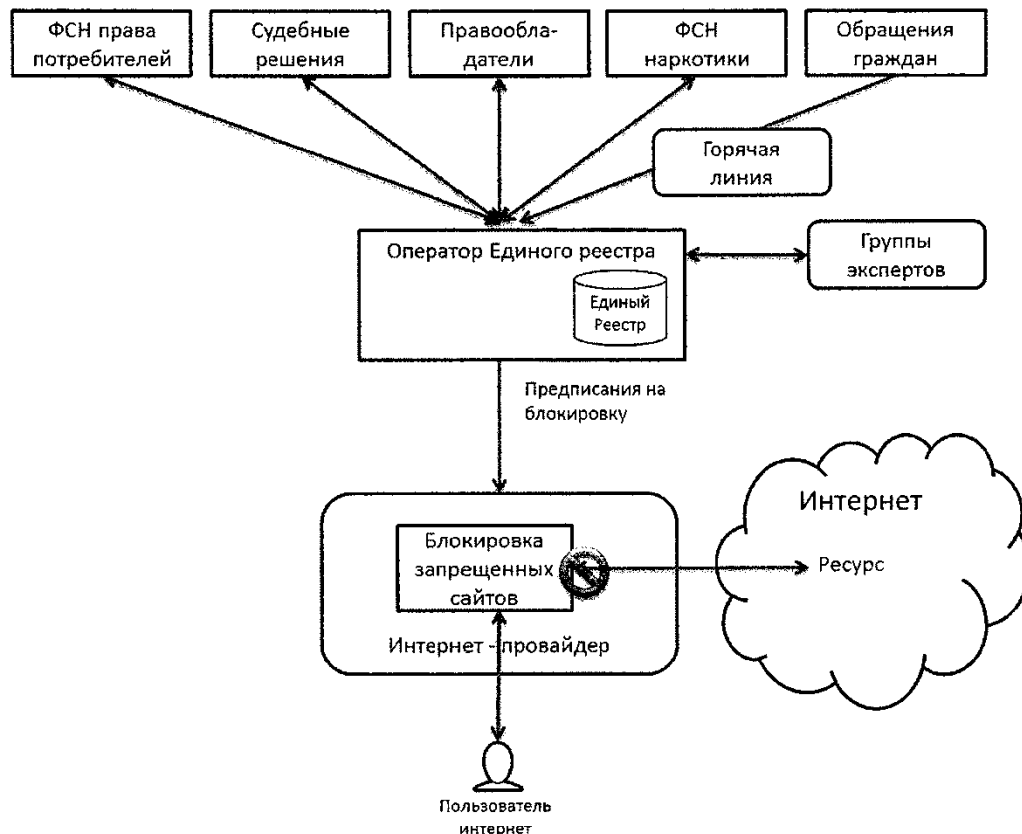 ФСН права
потребителей
Судебные
решения
Правообла-
датели
ФСН
наркотики
Обращения
граждан
Горячая
линия
Оператор Единого реестра
Единый
Реестр
Группы
экспертов
Предписания на
блокировку
Интернет
Блокировка
запрещенных
сайтов
Ресурс
Интернет - провайдер
Пользователь
интернет